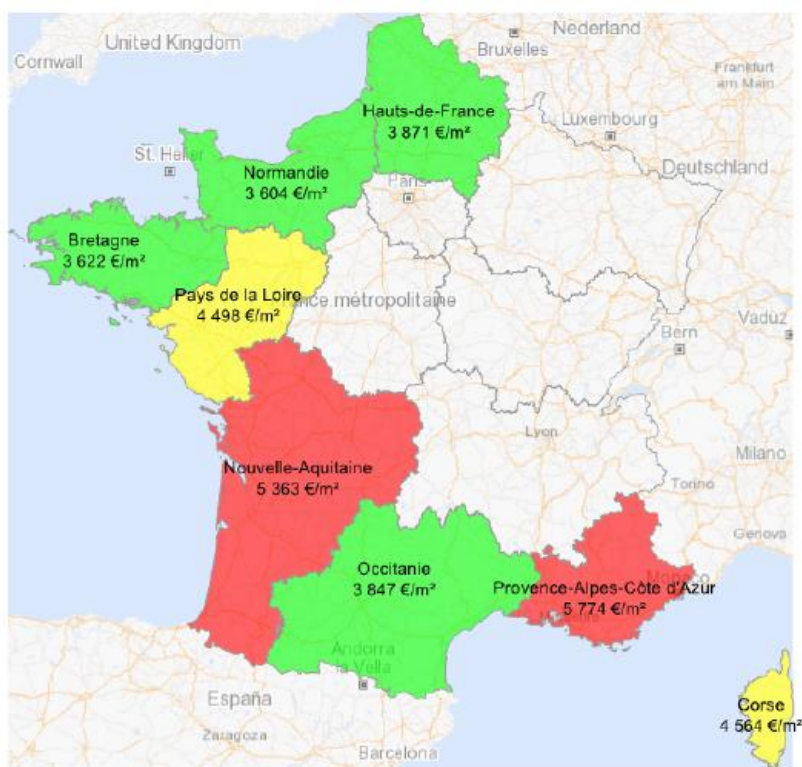 United Kingdom
Cornwall
Nederland
Bruxelles
Frankfurt
am Main
Hauts-de-France
3 871 €/m²
Luxembourg
St. Helier
Normandie
3 604 €/m²
Paris
Deutschland
Bretagne
3 622 €/m²
Pays de la Loire
4 498 €/m²
ance métropolitaine
Vaduz
Bern
Lyon
Milano
Nouvelle-Aquitaine
5 363 €/m²
Torino
Genova
Occitanie
3 847 €/m²
Monaco
Provence-Alpes-Côte d'Azur
5 774 €/m²
Andorra
la Vella
España
Corse
4 564 €/m²
Zaragoza
Barcelona